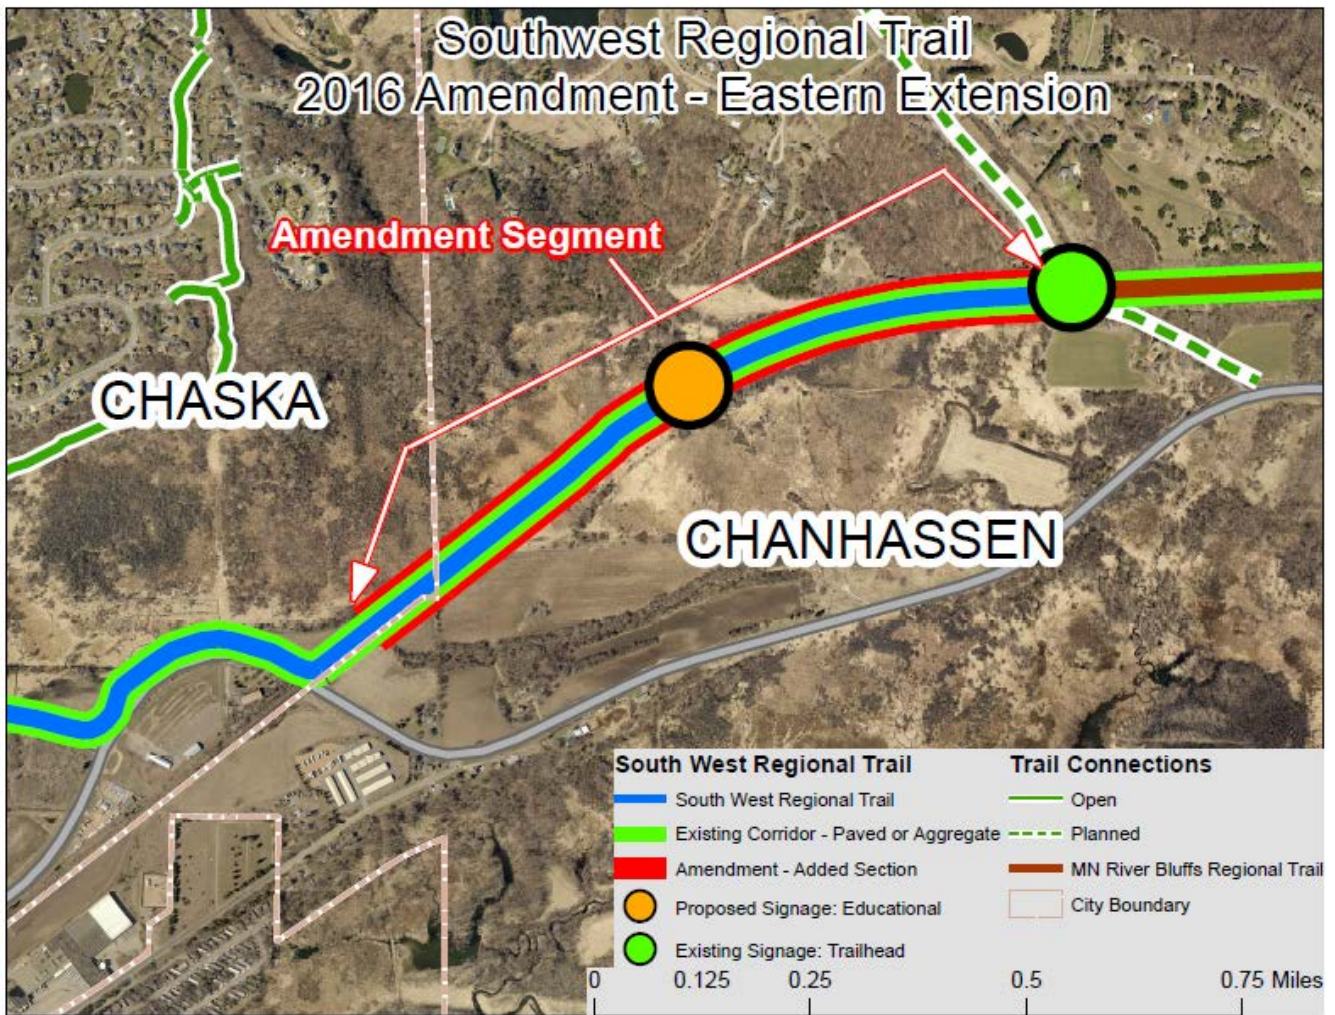 Southwest Regional Trail
2016 Amendment - Eastern Extension
Amendment Segment
CHASKA
CHANHASSEN
South West Regional Trail
South West Regional Trail
Existing Corridor - Paved or Aggregate
Amendment - Added Section
Proposed Signage: Educational
Existing Signage: Trailhead
Trail Connections
Open
Planned
MN River Bluffs Regional Trail
City Boundary
0 0.125 0.25 0.5 0.75 Miles